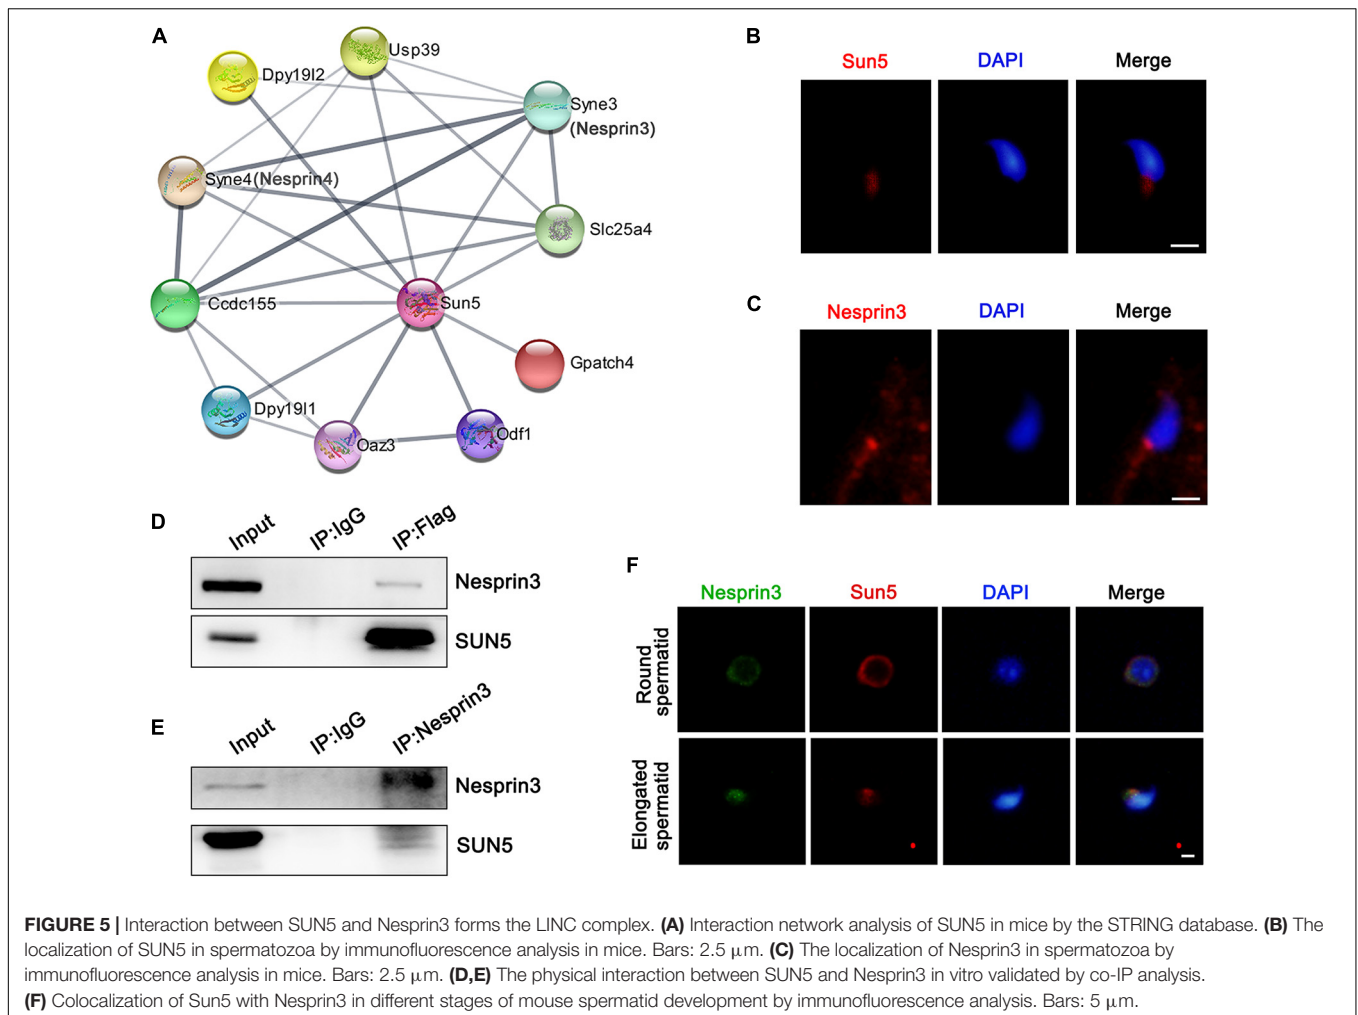 A
Usp39
Dpy19l2
Syne3
(Nesprin3)
Syne4(Nesprin4)
Slc25a4
Ccdc155
Sun5
Gpatch4
Dpy19l1
Oaz3
Odf1
B
Sun5 DAPI Merge
C
Nesprin3 DAPI Merge
D
Input IP:IgG IP:Flag
Nesprin3
SUN5
E
Input IP:IgG IP:Nesprin3
Nesprin3
SUN5
F
Nesprin3 Sun5 DAPI Merge
Round
spermatid
Elongated
spermatid
FIGURE 5 | Interaction between SUN5 and Nesprin3 forms the LINC complex. (A) Interaction network analysis of SUN5 in mice by the STRING database. (B) The
localization of SUN5 in spermatozoa by immunofluorescence analysis in mice. Bars: 2.5 μm. (C) The localization of Nesprin3 in spermatozoa by
immunofluorescence analysis in mice. Bars: 2.5 μm. (D,E) The physical interaction between SUN5 and Nesprin3 in vitro validated by co-IP analysis.
(F) Colocalization of Sun5 with Nesprin3 in different stages of mouse spermatid development by immunofluorescence analysis. Bars: 5 μm.